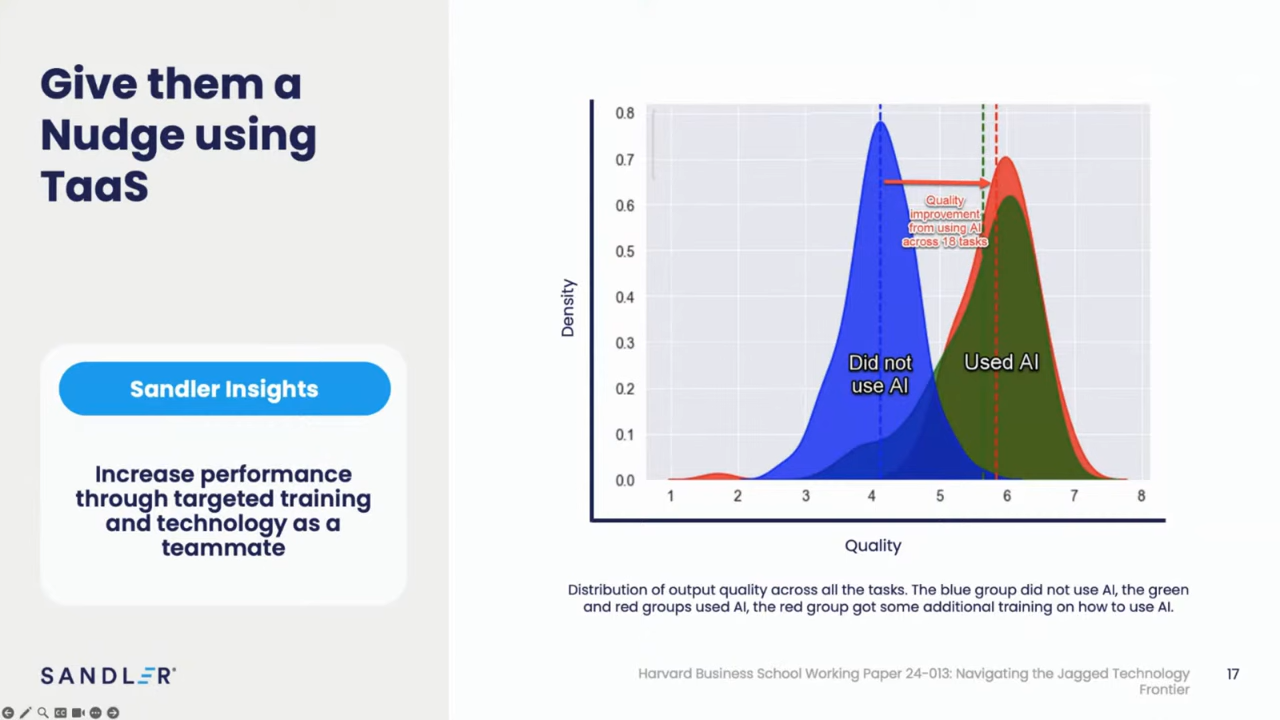 Give them a
Nudge using
TaaS
Sandler Insights
Increase performance
through targeted training
and technology as a
teammate
SANDLER®
Density
0.8
0.7
0.6
0.5
0.4
0.3
0.2
0.1
0.0
Quality
improvement
from using AI
across 18 tasks
Did not
use AI
Used AI
1 2 3 4 5 6 7 8
Quality
Distribution of output quality across all the tasks. The blue group did not use AI, the green
and red groups used AI, the red group got some additional training on how to use AI.
Harvard Business School Working Paper 24-013: Navigating the Jagged Technology
Frontier
17
CC